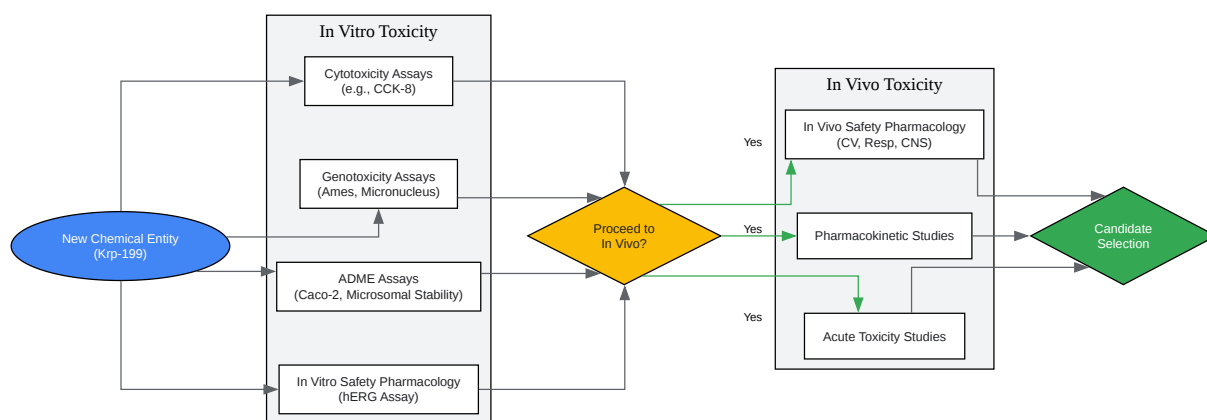 In Vitro Toxicity
Cytotoxicity Assays
(e.g., CCK-8)
Genotoxicity Assays
(Ames, Micronucleus)
New Chemical Entity
(Krp-199)
ADME Assays
(Caco-2, Microsomal Stability)
In Vitro Safety Pharmacology
(hERG Assay)
Proceed to
In Vivo?
Yes
Yes
Yes
In Vivo Toxicity
In Vivo Safety Pharmacology
(CV, Resp, CNS)
Pharmacokinetic Studies
Acute Toxicity Studies
Candidate
Selection